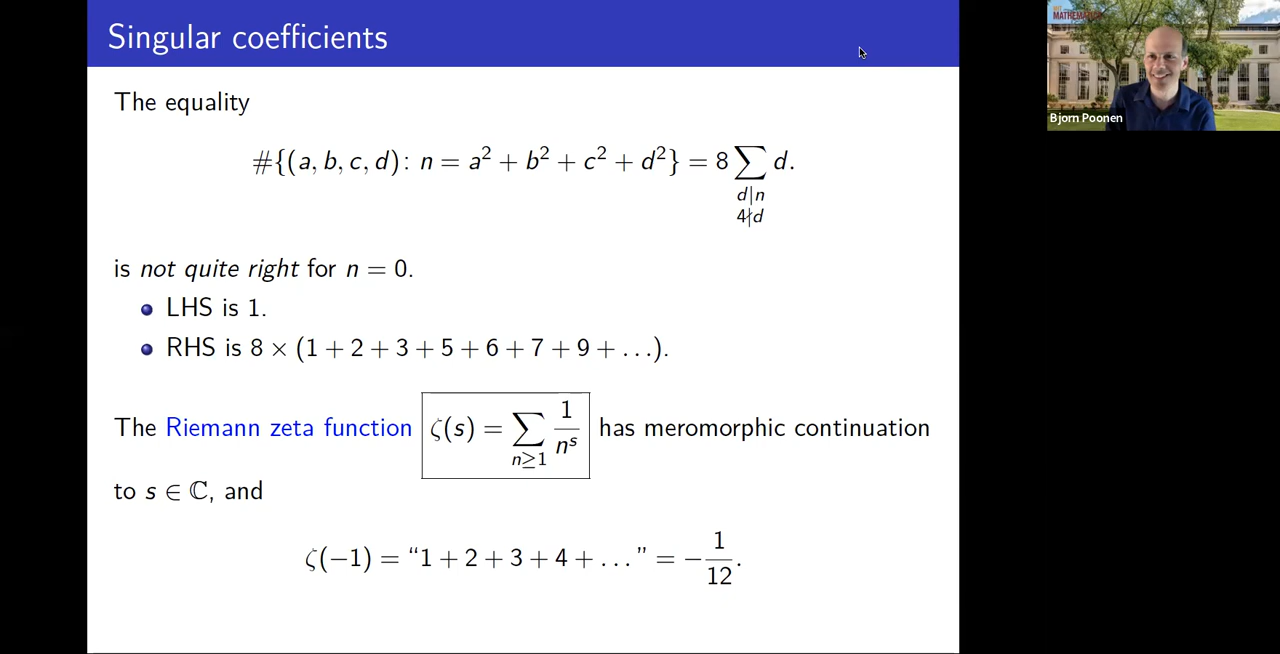 Singular coefficients
The equality
#{(a, b, c, d): n = a² + b² + c² + d²} = 8 ∑ d.
d|n
4∤d
is not quite right for n = 0.
LHS is 1.
RHS is 8 × (1 + 2 + 3 + 5 + 6 + 7 + 9 + ...).
The Riemann zeta function ζ(s) = ∑ 1/nˢ has meromorphic continuation
n≥1
to s ∈ ℂ, and
ζ(−1) = “1 + 2 + 3 + 4 + ...” = −1/12.
MATHEMATICS
Bjorn Poonen